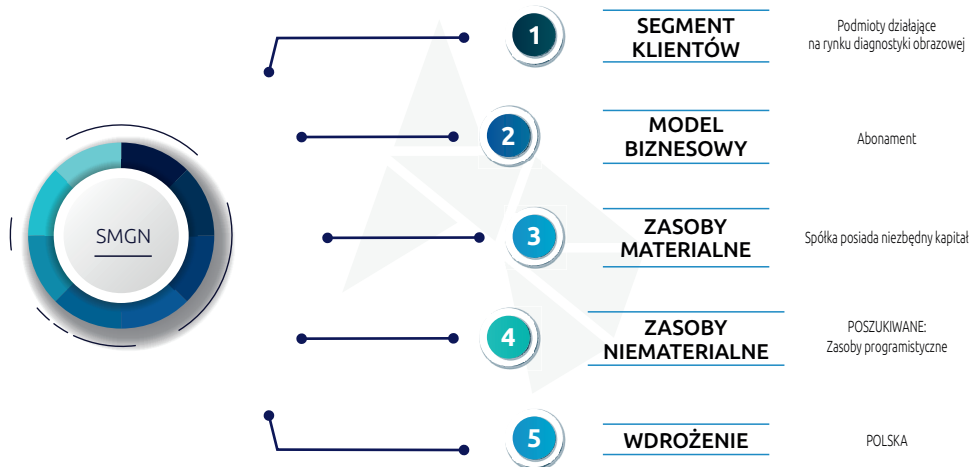 SMGN
1
SEGMENT
KLIENTÓW
Podmioty działające
na rynku diagnostyki obrazowej
2
MODEL
BIZNESOWY
Abonament
3
ZASOBY
MATERIALNE
Spółka posiada niezbędny kapitał
4
ZASOBY
NIEMATERIALNE
POSZUKIWANE:
Zasoby programistyczne
5
WDROŻENIE
POLSKA